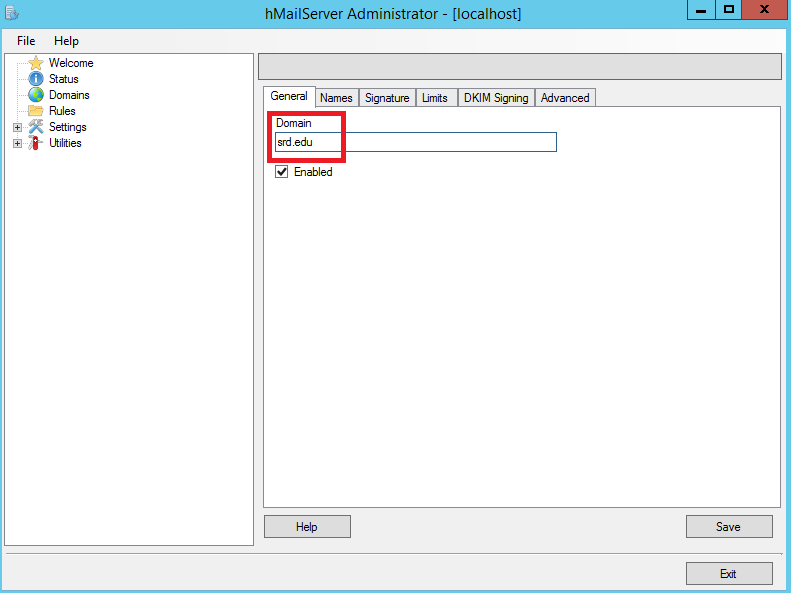 hMailServer Administrator - [localhost]
File Help
Welcome
Status
Domains
Rules
Settings
Utilities
General Names Signature Limits DKIM Signing Advanced
Domain
srd.edu
Enabled
Help Save
Exit